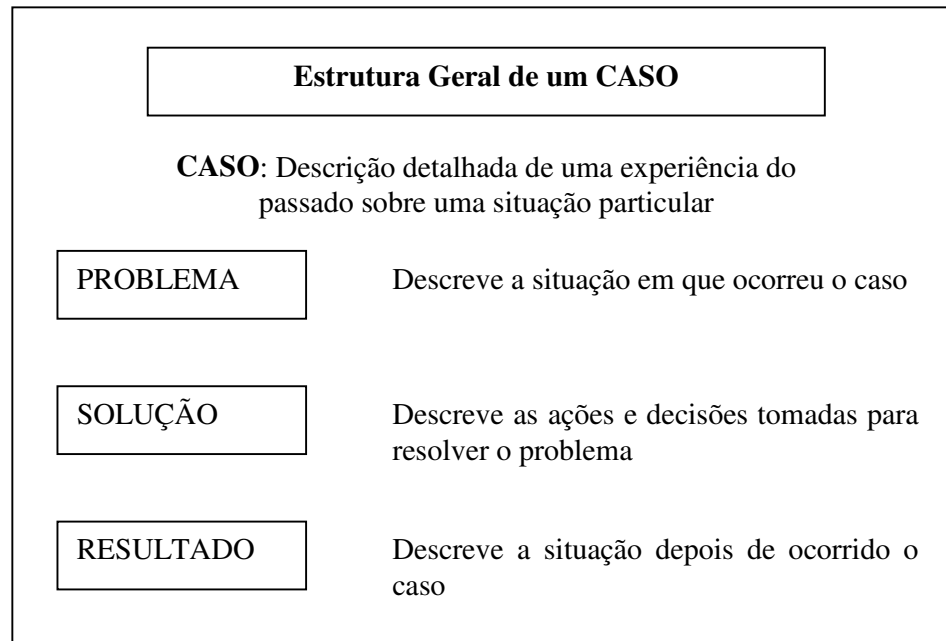 Estrutura Geral de um CASO
CASO: Descrição detalhada de uma experiência do
passado sobre uma situação particular
PROBLEMA
Descreve a situação em que ocorreu o caso
SOLUÇÃO
Descreve as ações e decisões tomadas para
resolver o problema
RESULTADO
Descreve a situação depois de ocorrido o
caso